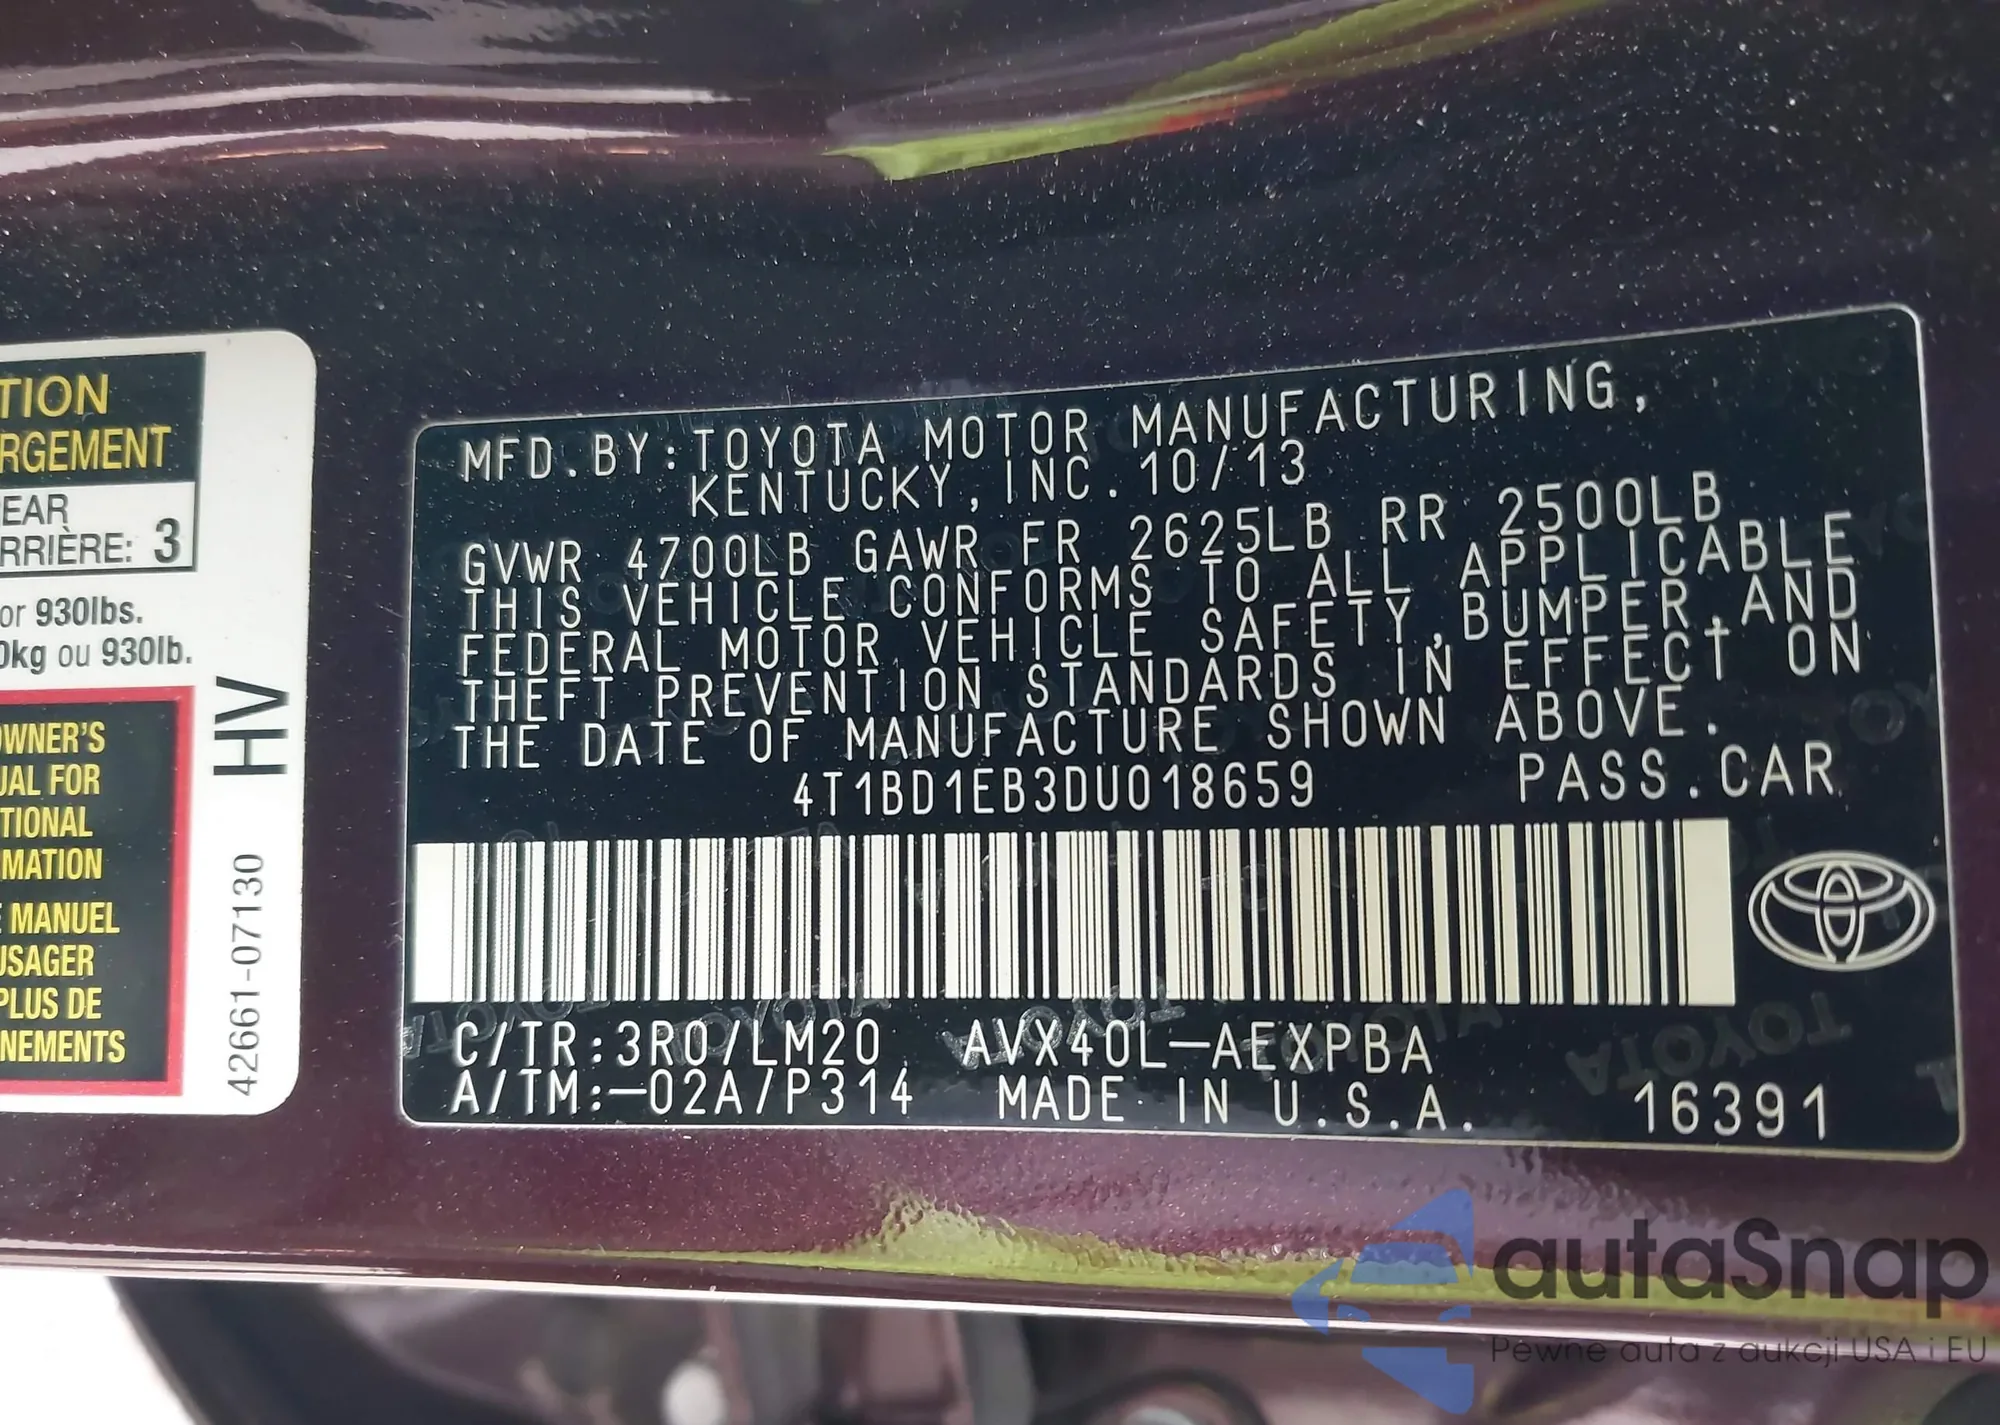 TION
RGEMENT
EAR
RRIÈRE: 3
or 930lbs.
0kg ou 930lb.
OWNER'S
UAL FOR
TIONAL
MATION
E MANUEL
USAGER
PLUS DE
NEMENTS
HV
42661-07130
MFD.BY:TOYOTA MOTOR MANUFACTURING,
KENTUCKY,INC.10/13
GVWR 4700LB GAWR FR 2625LB RR 2500LB
THIS VEHICLE CONFORMS TO ALL APPLICABLE
FEDERAL MOTOR VEHICLE SAFETY,BUMPER,AND
THEFT PREVENTION STANDARDS IN EFFECT ON
THE DATE OF MANUFACTURE SHOWN ABOVE.
4T1BD1EB3DU018659 PASS.CAR
C/TR:3R0/LM20 AVX40L-AEXPBA
A/TM:-02A/P314 MADE IN U.S.A. 16391
autaSnap
Pewne auta z aukcji USA i EU